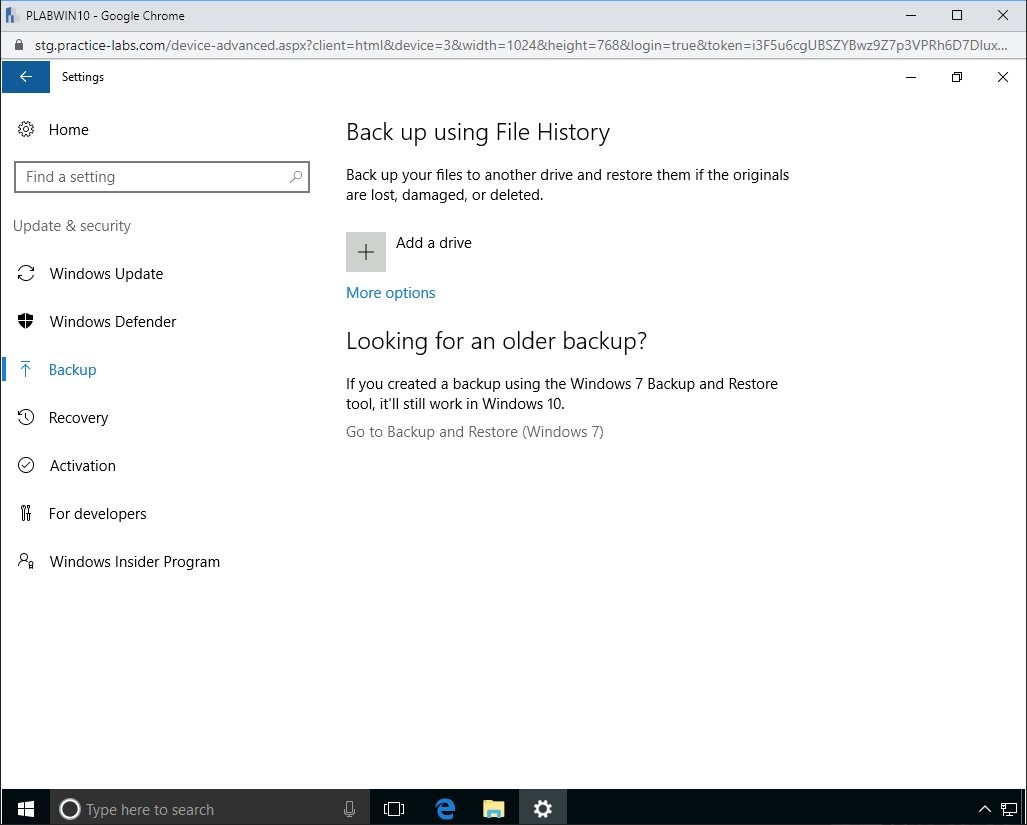 PLABWIN10 - Google Chrome
stg.practice-labs.com/device-advanced.aspx?client=html&device=3&width=1024&height=768&login=true&token=i3F5u6cgUBSZYBwz9Z7p3VPRh6D7Dlux...
Settings
Home
Find a setting
Update & security
Windows Update
Windows Defender
Backup
Recovery
Activation
For developers
Windows Insider Program
Back up using File History
Back up your files to another drive and restore them if the originals
are lost, damaged, or deleted.
Add a drive
More options
Looking for an older backup?
If you created a backup using the Windows 7 Backup and Restore
tool, it'll still work in Windows 10.
Go to Backup and Restore (Windows 7)
Type here to search